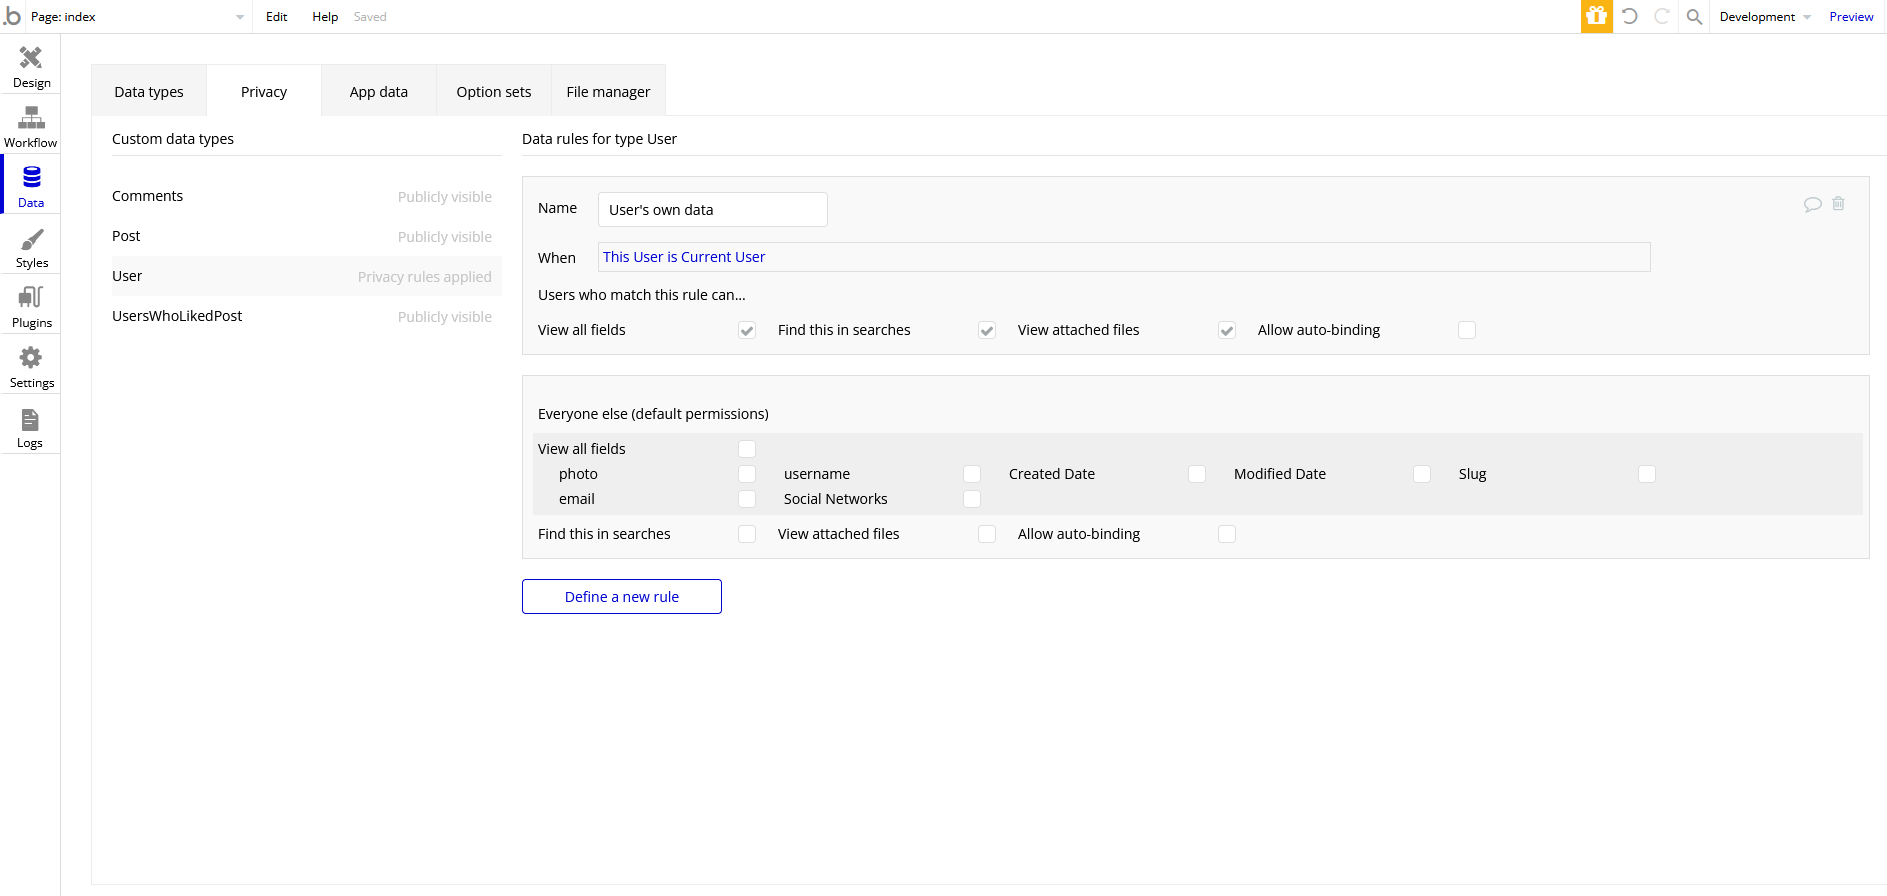 .b Page: index Edit Help Saved Development Preview
Design
Workflow
Data
Styles
Plugins
Settings
Logs
Data types Privacy App data Option sets File manager
Custom data types
Comments Publicly visible
Post Publicly visible
User Privacy rules applied
UsersWhoLikedPost Publicly visible
Data rules for type User
Name User's own data
When This User is Current User
Users who match this rule can...
View all fields Find this in searches View attached files Allow auto-binding
Everyone else (default permissions)
View all fields
photo username Created Date Modified Date Slug
email Social Networks
Find this in searches View attached files Allow auto-binding
Define a new rule